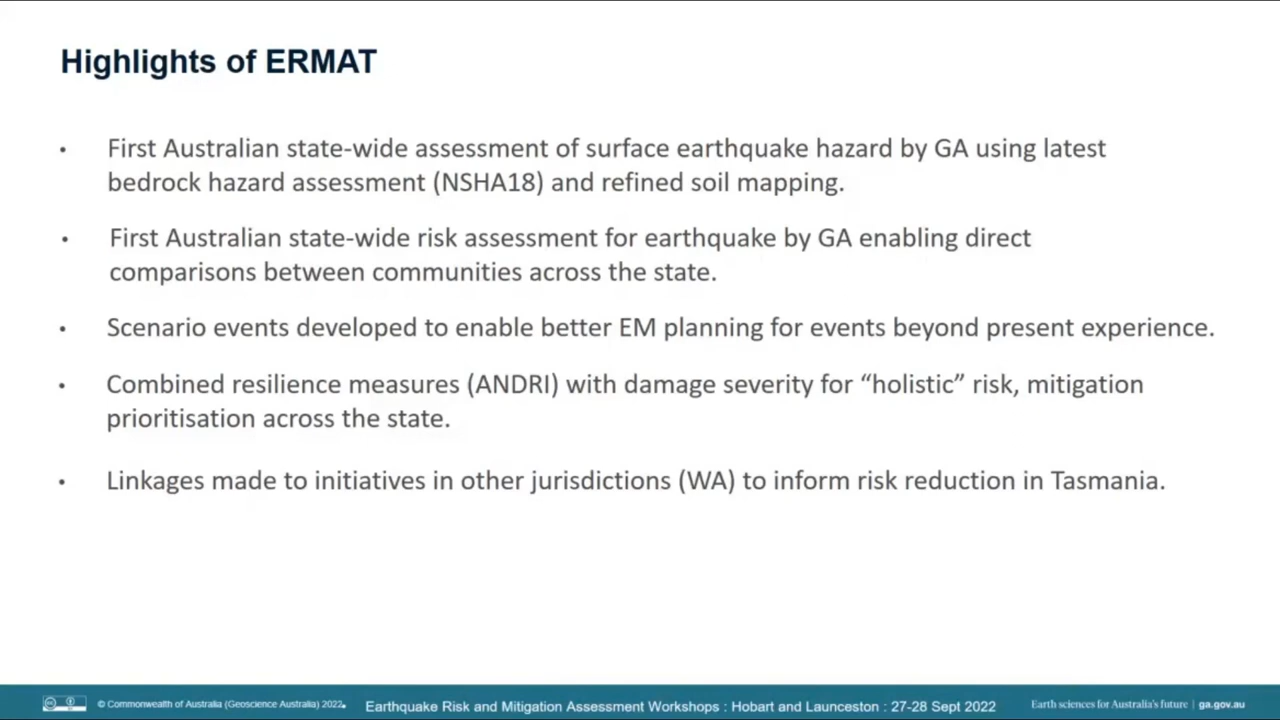 Highlights of ERMAT
• First Australian state-wide assessment of surface earthquake hazard by GA using latest
bedrock hazard assessment (NSHA18) and refined soil mapping.
• First Australian state-wide risk assessment for earthquake by GA enabling direct
comparisons between communities across the state.
• Scenario events developed to enable better EM planning for events beyond present experience.
• Combined resilience measures (ANDRI) with damage severity for “holistic” risk, mitigation
prioritisation across the state.
• Linkages made to initiatives in other jurisdictions (WA) to inform risk reduction in Tasmania.
© Commonwealth of Australia (Geoscience Australia) 2022.
Earthquake Risk and Mitigation Assessment Workshops : Hobart and Launceston : 27-28 Sept 2022
Earth sciences for Australia's future | ga.gov.au